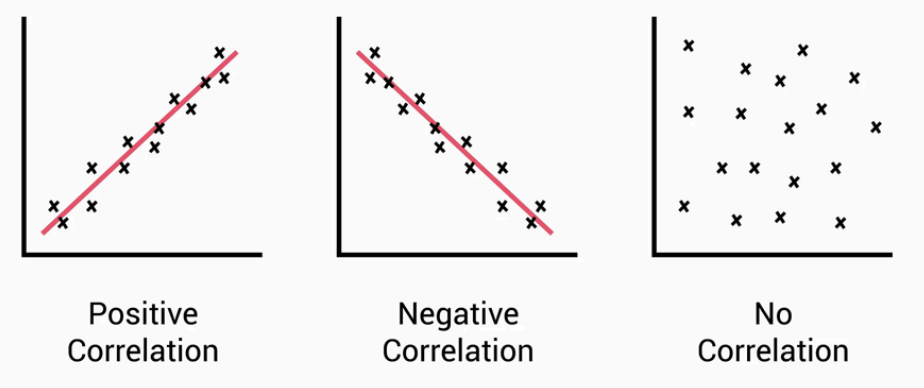 Positive
Correlation
Negative
Correlation
No
Correlation